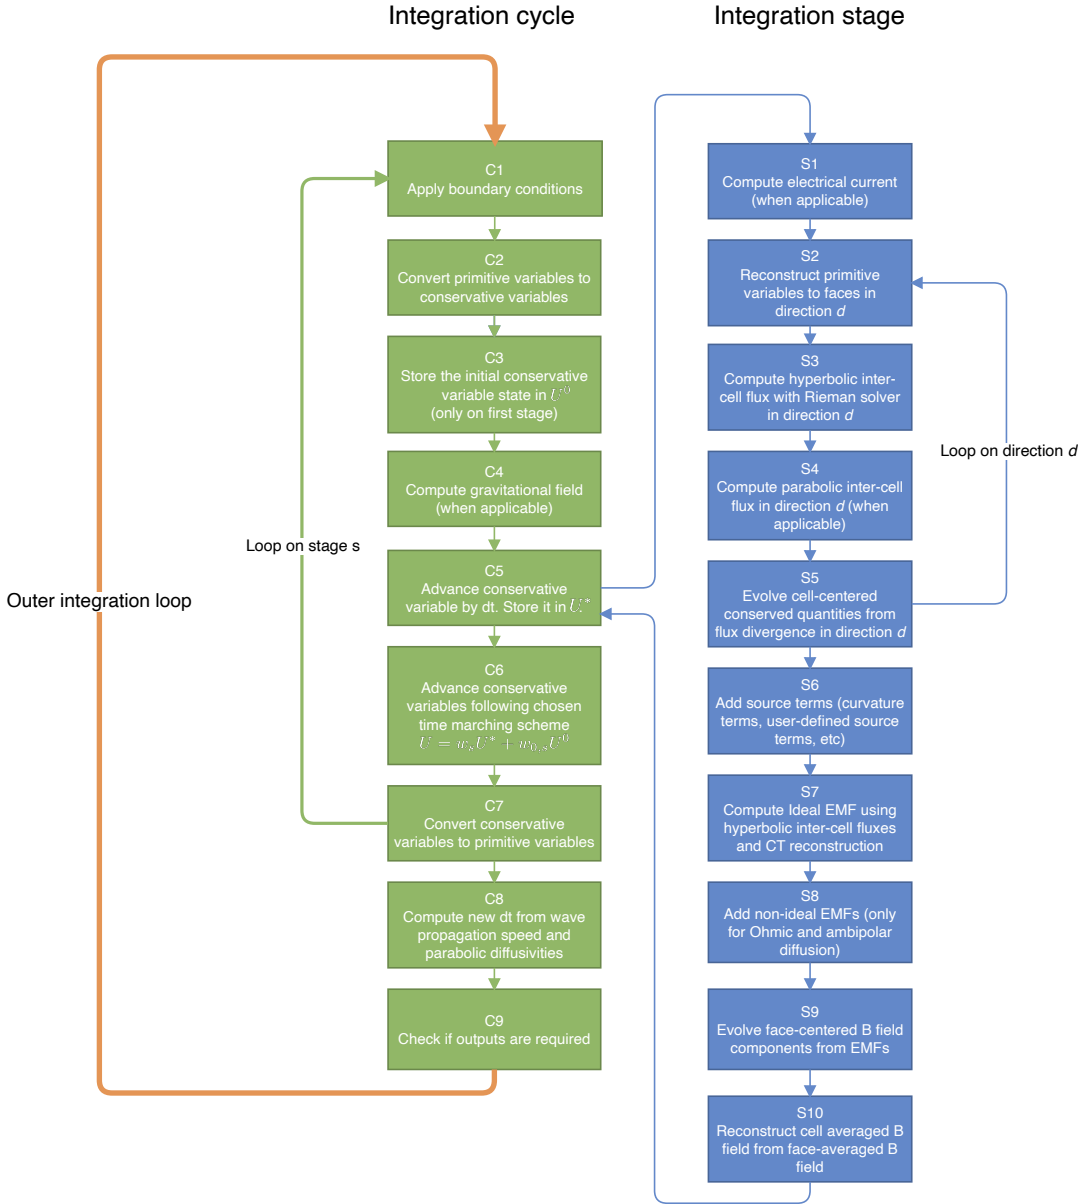 Integration cycle
Integration stage
C1
Apply boundary conditions
C2
Convert primitive variables to
conservative variables
C3
Store the initial conservative
variable state in U⁰
(only on first stage)
C4
Compute gravitational field
(when applicable)
C5
Advance conservative
variable by dt. Store it in U*
C6
Advance conservative
variables following chosen
time marching scheme
U = wₛU* + w₀,ₛU⁰
C7
Convert conservative
variables to primitive variables
C8
Compute new dt from wave
propagation speed and
parabolic diffusivities
C9
Check if outputs are required
Loop on stage s
Outer integration loop
S1
Compute electrical current
(when applicable)
S2
Reconstruct primitive
variables to faces in
direction d
S3
Compute hyperbolic inter-
cell flux with Rieman solver
in direction d
S4
Compute parabolic inter-cell
flux in direction d (when
applicable)
S5
Evolve cell-centered
conserved quantities from
flux divergence in direction d
S6
Add source terms (curvature
terms, user-defined source
terms, etc)
S7
Compute Ideal EMF using
hyperbolic inter-cell fluxes
and CT reconstruction
S8
Add non-ideal EMFs (only
for Ohmic and ambipolar
diffusion)
S9
Evolve face-centered B field
components from EMFs
S10
Reconstruct cell averaged B
field from face-averaged B
field
Loop on direction d